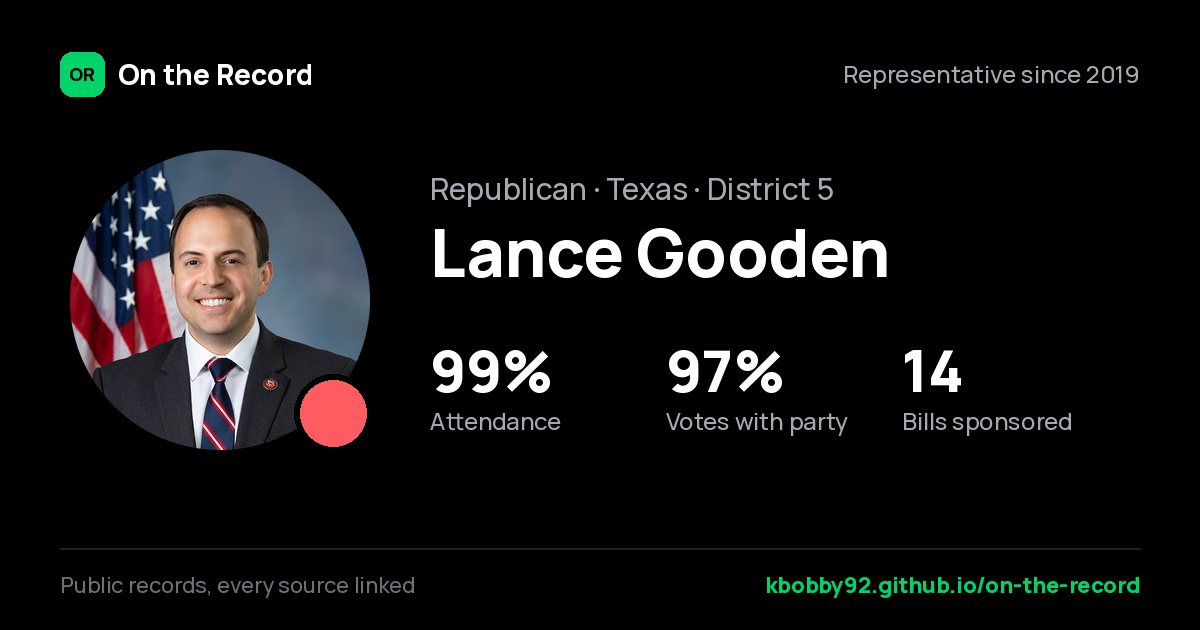 OR On the Record
Representative since 2019
Republican · Texas · District 5
Lance Gooden
99% 97% 14
Attendance Votes with party Bills sponsored
Public records, every source linked
kbobby92.github.io/on-the-record